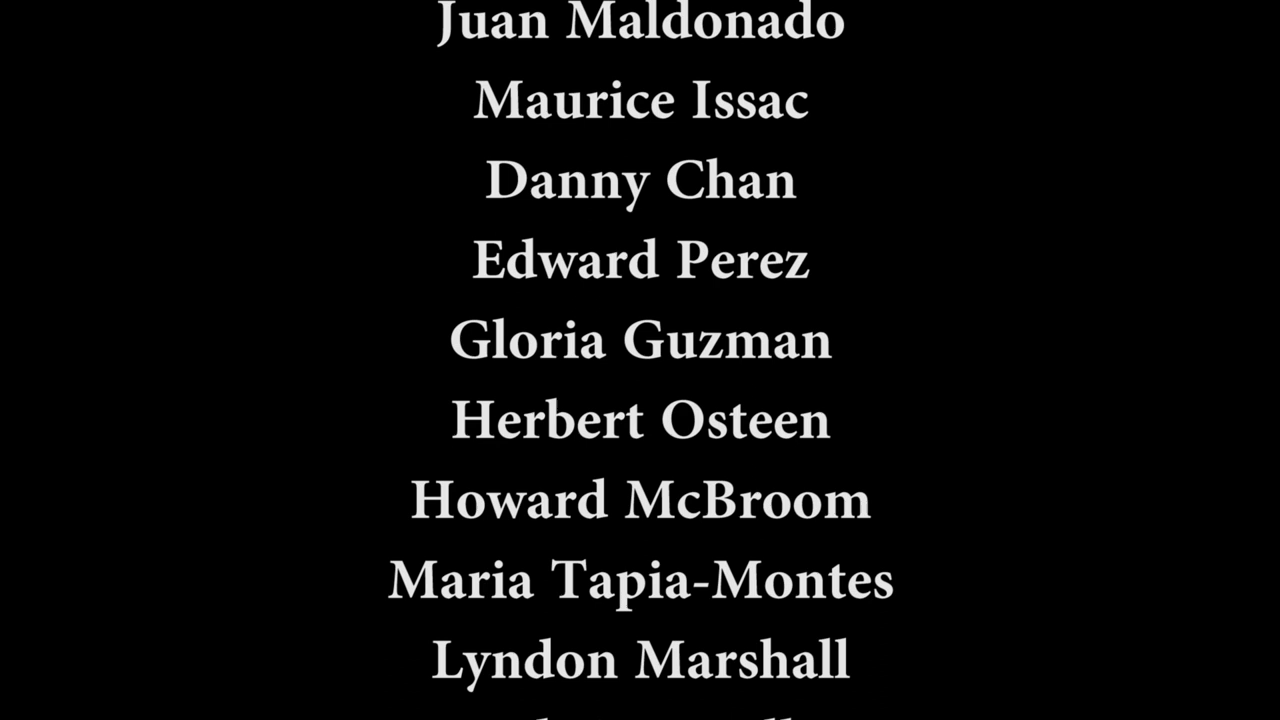 Juan Maldonado
Maurice Issac
Danny Chan
Edward Perez
Gloria Guzman
Herbert Osteen
Howard McBroom
Maria Tapia-Montes
Lyndon Marshall